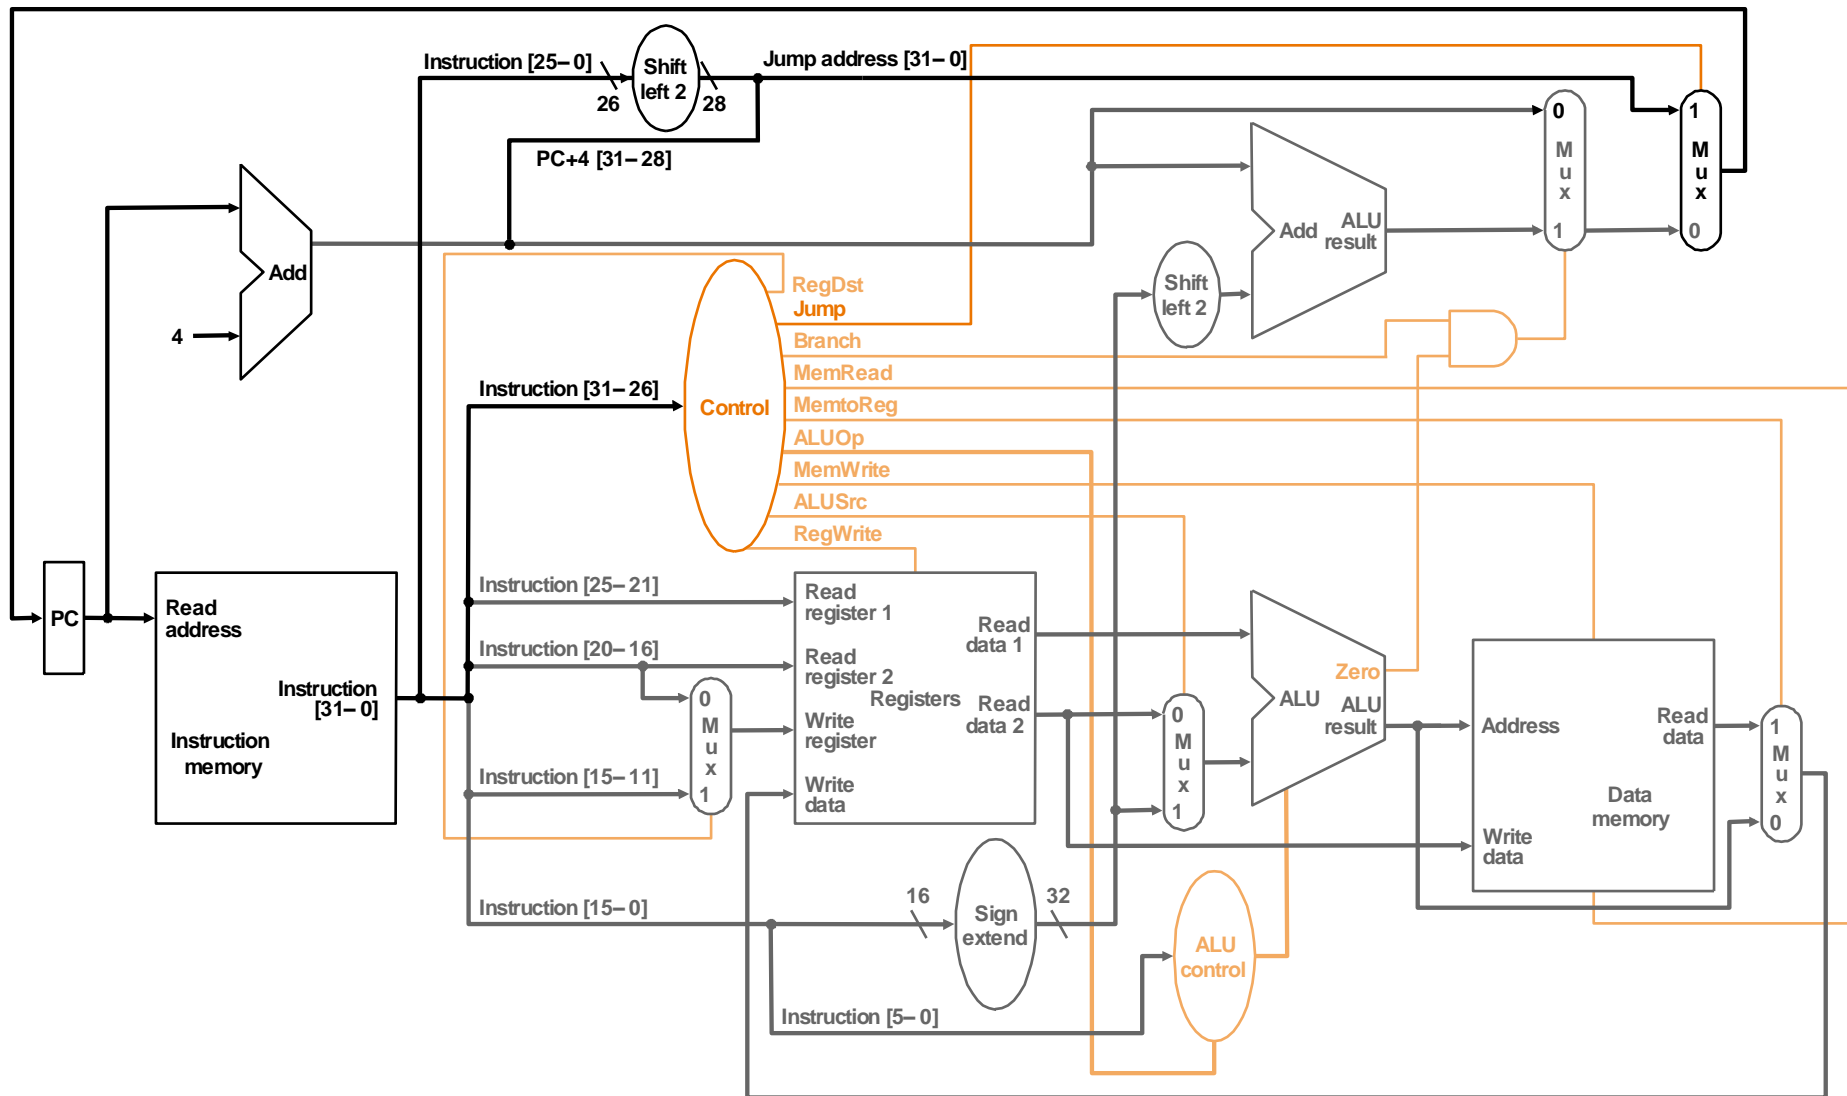 Instruction [25–0]
Shift
left 2
26
28
Jump address [31–0]
PC+4 [31–28]
Add
4
0
M
u
x
1
1
M
u
x
0
Add
ALU
result
Shift
left 2
RegDst
Jump
Branch
MemRead
MemtoReg
ALUOp
MemWrite
ALUSrc
RegWrite
Control
Instruction [31–26]
PC
Read
address
Instruction
[31–0]
Instruction
memory
Instruction [25–21]
Instruction [20–16]
Instruction [15–11]
Instruction [15–0]
Instruction [5–0]
0
M
u
x
1
Read
register 1
Read
register 2
Write
register
Write
data
Registers
Read
data 1
Read
data 2
0
M
u
x
1
Zero
ALU
ALU
result
Address
Write
data
Read
data
Data
memory
1
M
u
x
0
16
Sign
extend
32
ALU
control